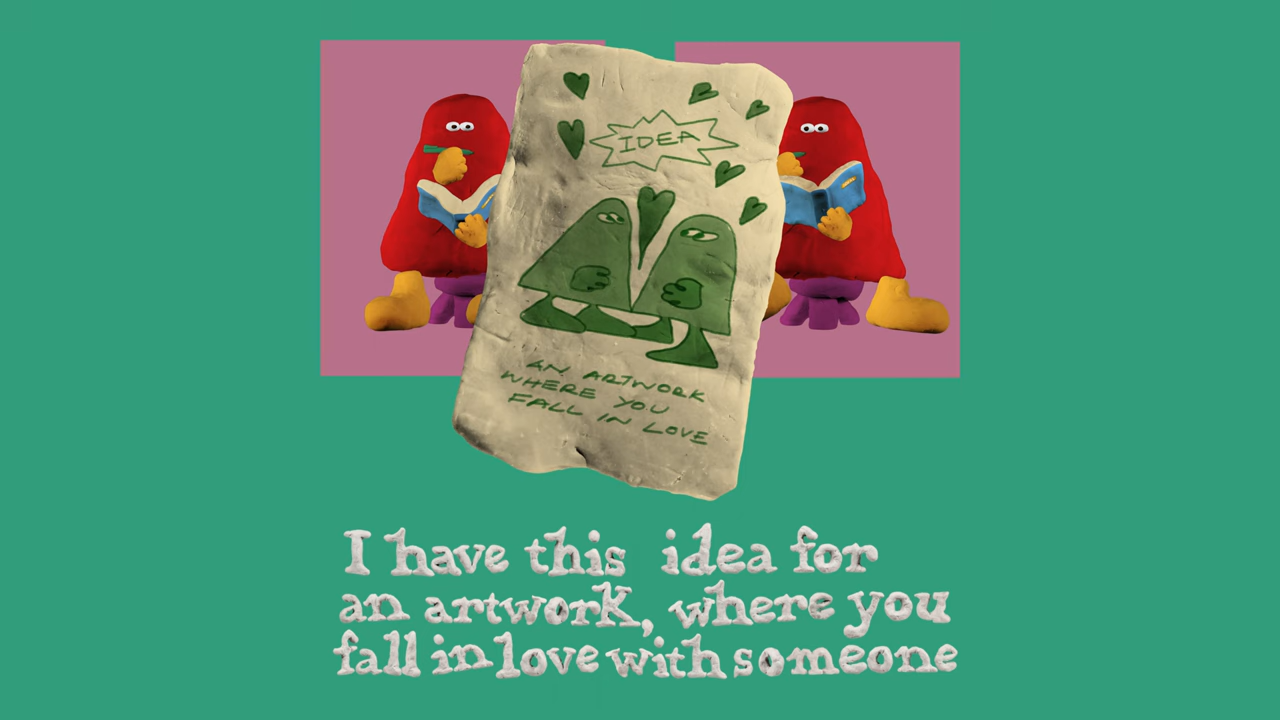 IDEA
AN ARTWORK
WHERE YOU
FALL IN LOVE
I have this idea for
an artwork, where you
fall in love with someone